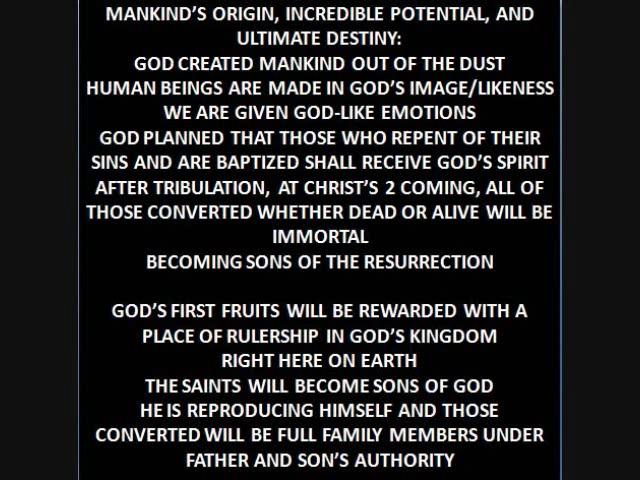 MANKIND'S ORIGIN, INCREDIBLE POTENTIAL, AND
ULTIMATE DESTINY:
GOD CREATED MANKIND OUT OF THE DUST
HUMAN BEINGS ARE MADE IN GOD'S IMAGE/LIKENESS
WE ARE GIVEN GOD-LIKE EMOTIONS
GOD PLANNED THAT THOSE WHO REPENT OF THEIR
SINS AND ARE BAPTIZED SHALL RECEIVE GOD'S SPIRIT
AFTER TRIBULATION, AT CHRIST'S 2 COMING, ALL OF
THOSE CONVERTED WHETHER DEAD OR ALIVE WILL BE
IMMORTAL
BECOMING SONS OF THE RESURRECTION
GOD'S FIRST FRUITS WILL BE REWARDED WITH A
PLACE OF RULERSHIP IN GOD'S KINGDOM
RIGHT HERE ON EARTH
THE SAINTS WILL BECOME SONS OF GOD
HE IS REPRODUCING HIMSELF AND THOSE
CONVERTED WILL BE FULL FAMILY MEMBERS UNDER
FATHER AND SON'S AUTHORITY